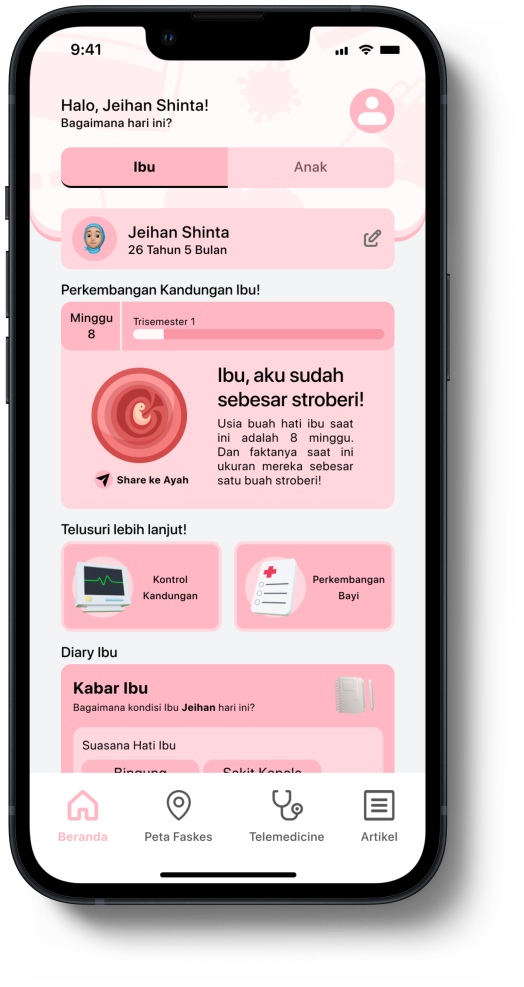 9:41
Halo, Jeihan Shinta!
Bagaimana hari ini?
Ibu
Anak
Jeihan Shinta
26 Tahun 5 Bulan
Perkembangan Kandungan Ibu!
Minggu
8
Trisemester 1
Ibu, aku sudah
sebesar stroberi!
Usia buah hati ibu saat
ini adalah 8 minggu.
Dan faktanya saat ini
ukuran mereka sebesar
satu buah stroberi!
Share ke Ayah
Telusuri lebih lanjut!
Kontrol
Kandungan
Perkembangan
Bayi
Diary Ibu
Kabar Ibu
Bagaimana kondisi Ibu Jeihan hari ini?
Suasana Hati Ibu
Bingung
Sakit Kepala
Beranda
Peta Faskes
Telemedicine
Artikel